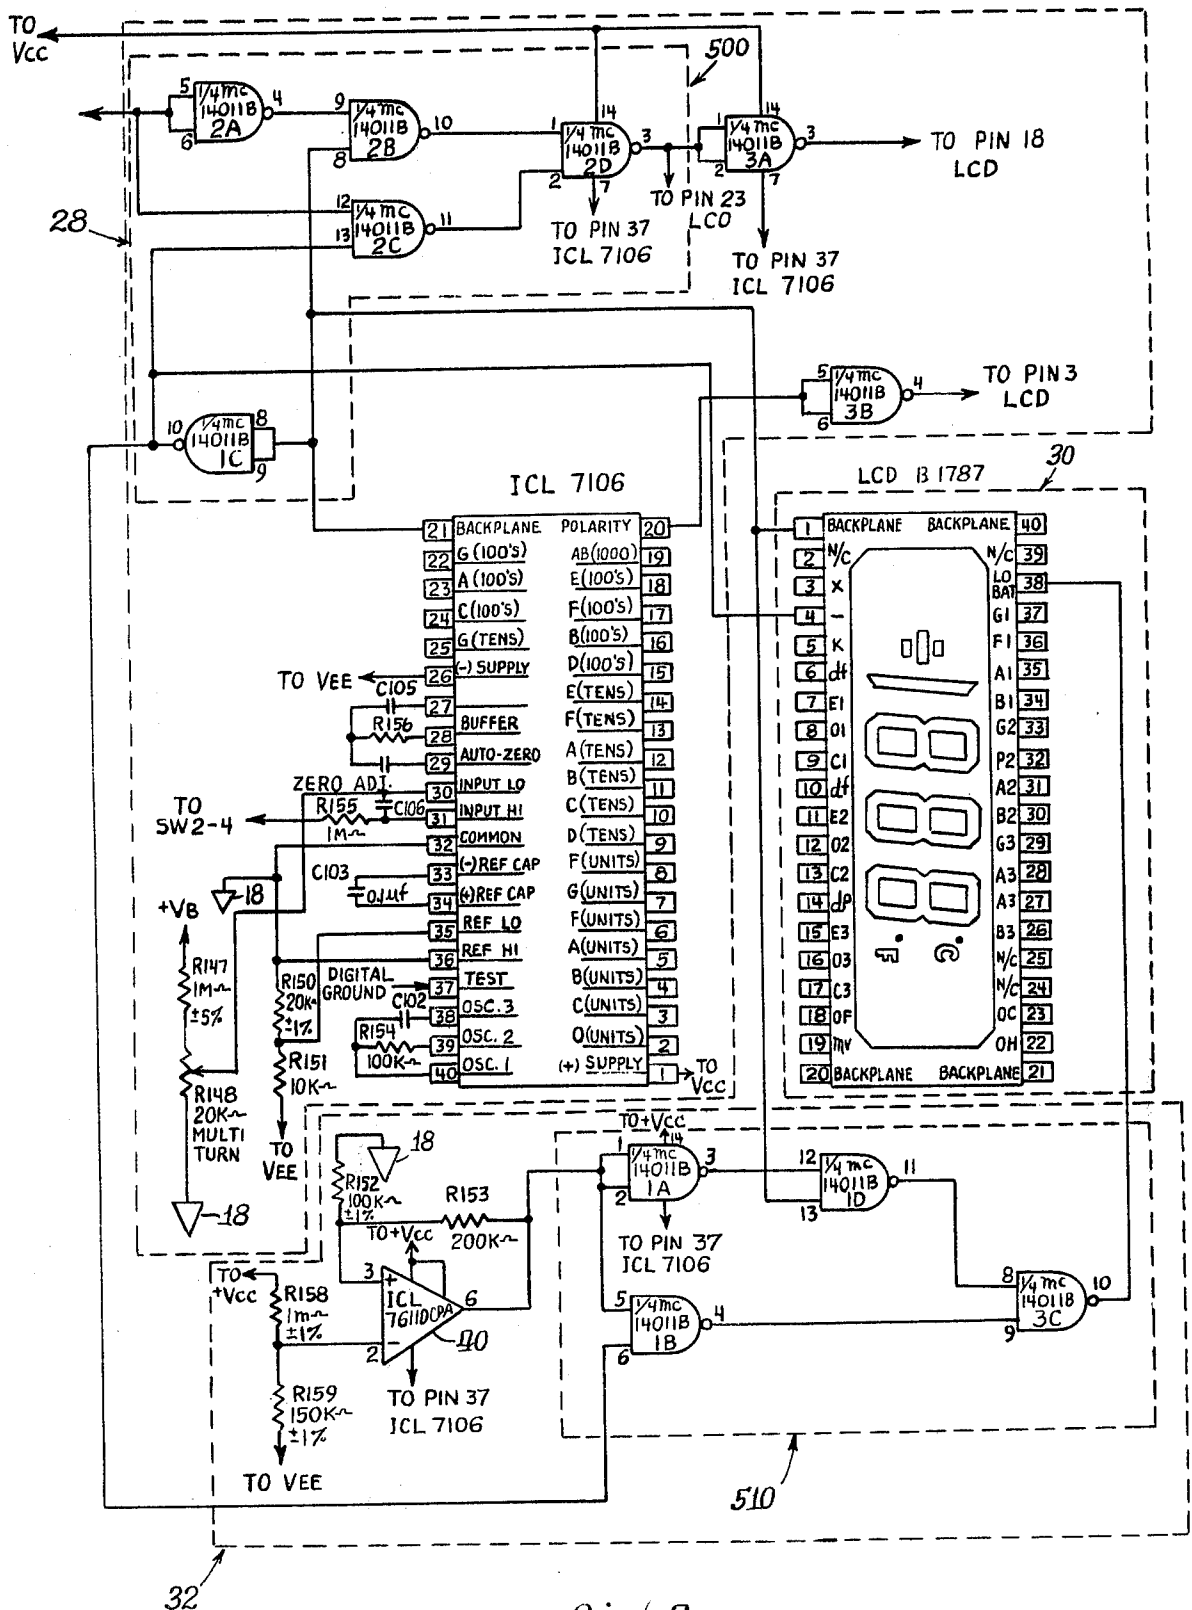 TO
Vcc
500
5
6
1/4 mc
14011B
2A
4
9
8
1/4 mc
14011B
2B
10
1
2
14
1/4 mc
14011B
2D
3
7
1
2
14
1/4 mc
14011B
3A
3
7
TO PIN 18
LCD
TO PIN 23
LCD
12
13
1/4 mc
14011B
2C
11
28
TO PIN 37
ICL 7106
TO PIN 37
ICL 7106
5
6
1/4 mc
14011B
3B
4
TO PIN 3
LCD
10
1/4 mc
14011B
1C
8
9
ICL 7106
LCD B 1787
30
21 BACKPLANE POLARITY 20
22 G (100'S) AB (1000) 19
23 A (100'S) E (100'S) 18
24 C (100'S) F (100'S) 17
25 G (TENS) B (100'S) 16
26 (-) SUPPLY D (100'S) 15
27 E (TENS) 14
28 BUFFER F (TENS) 13
29 AUTO-ZERO A (TENS) 12
30 INPUT LO B (TENS) 11
31 INPUT HI C (TENS) 10
32 COMMON D (TENS) 9
33 (-) REF CAP F (UNITS) 8
34 (+) REF CAP G (UNITS) 7
35 REF LO F (UNITS) 6
36 REF HI A (UNITS) 5
37 TEST B (UNITS) 4
38 OSC. 3 C (UNITS) 3
39 OSC. 2 O (UNITS) 2
40 OSC. 1 (+) SUPPLY 1
TO
Vcc
TO VEE
C105
R156
ZERO ADJ.
R155
1MΩ
C106
TO
SW2-4
C103
0.1µf
18
+VB
R147
1MΩ
±5%
R150
20KΩ
±1%
DIGITAL
GROUND
C102
R154
100KΩ
R151
10KΩ
R148
20KΩ
MULTI
TURN
TO
VEE
18
1 BACKPLANE BACKPLANE 40
2 N/C N/C 39
3 X LO BAT 38
4 - G1 37
5 K F1 36
6 df A1 35
7 E1 B1 34
8 O1 G2 33
9 C1 P2 32
10 df A2 31
11 E2 B2 30
12 O2 G3 29
13 C2 A3 28
14 dp A3 27
15 E3 B3 26
16 O3 N/C 25
17 C3 N/C 24
18 OF OC 23
19 MV OH 22
20 BACKPLANE BACKPLANE 21
18
R152
100KΩ
±1%
R153
200KΩ
TO+Vcc
3
+
ICL
7611DCPA
6
2
-
40
TO PIN 37
ICL 7106
TO
+Vcc
R158
1mΩ
±1%
R159
150KΩ
±1%
TO VEE
TO+Vcc
1
2
14
1/4 mc
14011B
1A
3
TO PIN 37
ICL 7106
12
13
1/4 mc
14011B
1D
11
5
6
1/4 mc
14011B
1B
4
8
9
1/4 mc
14011B
3C
10
510
32